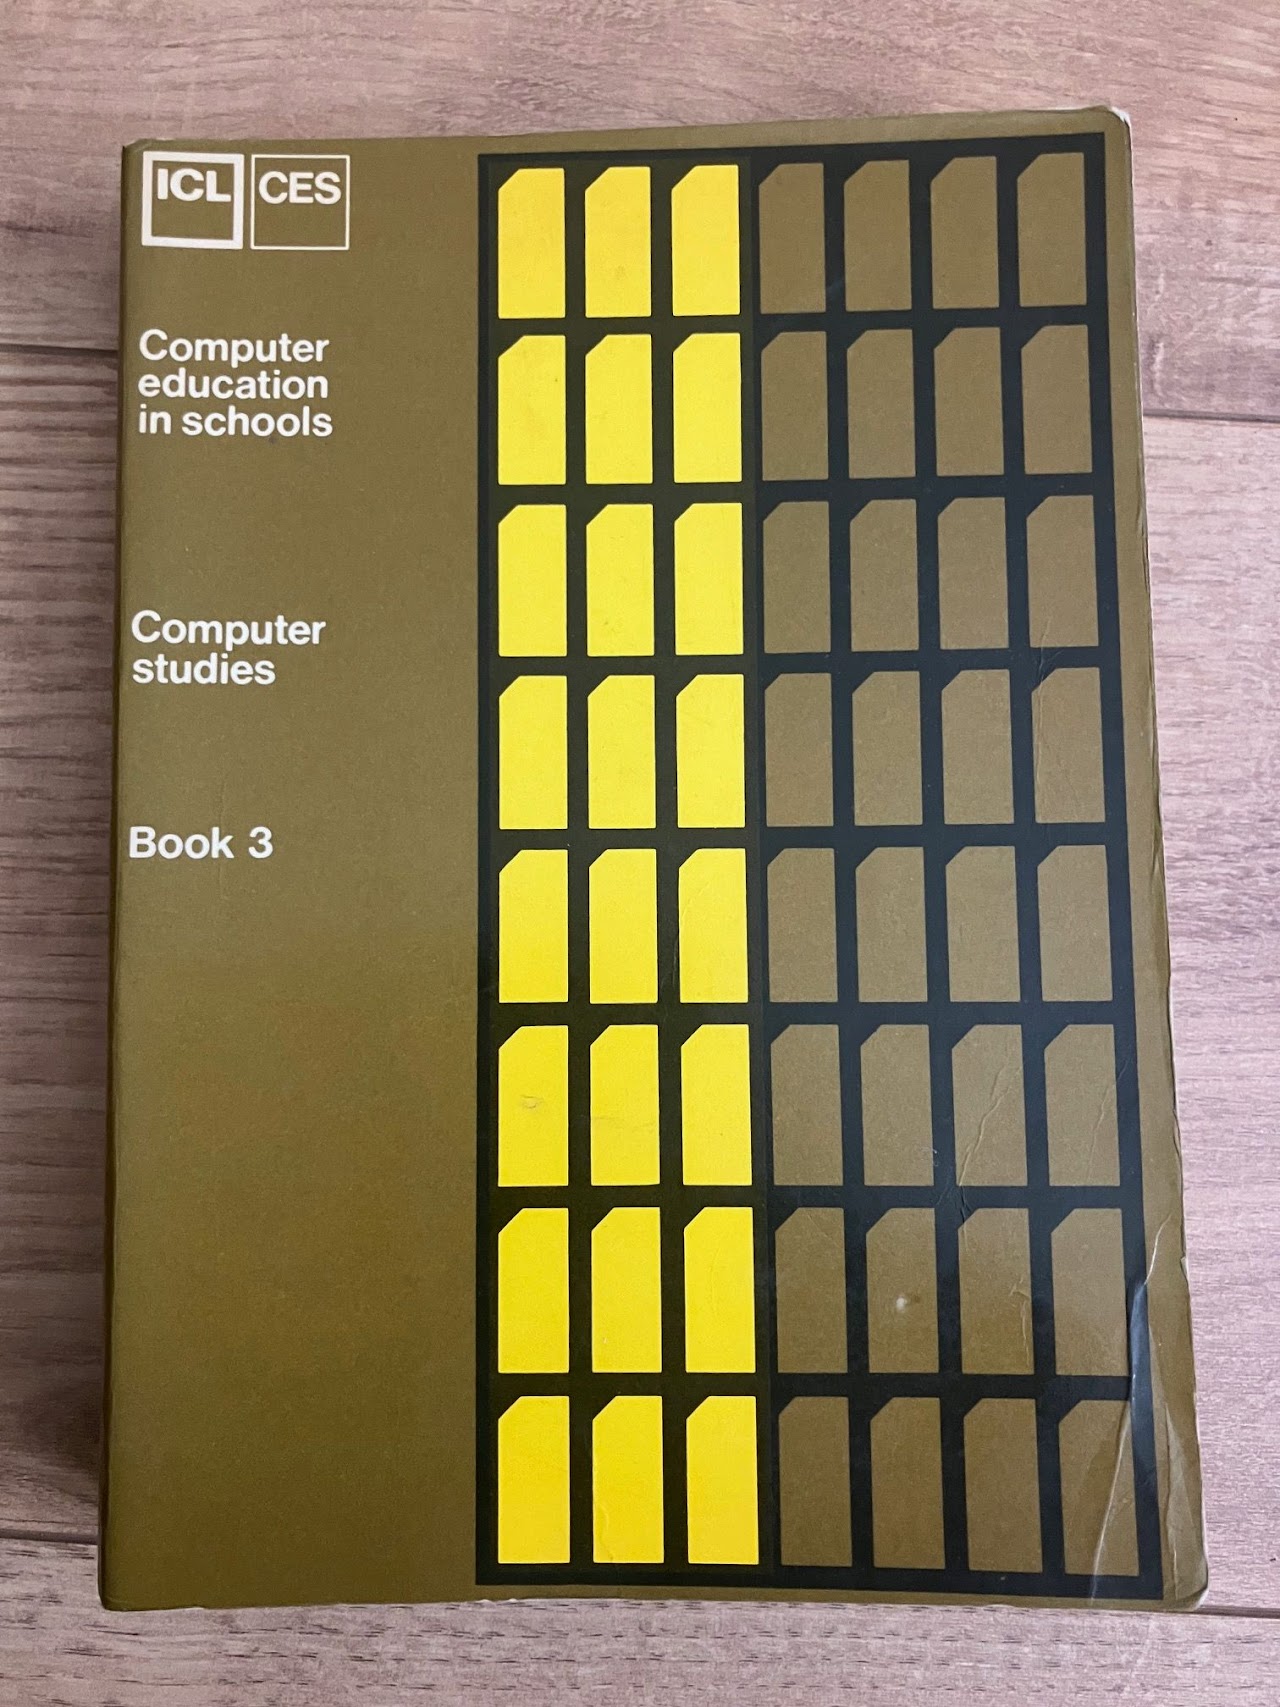 ICL CES
Computer
education
in schools
Computer
studies
Book 3